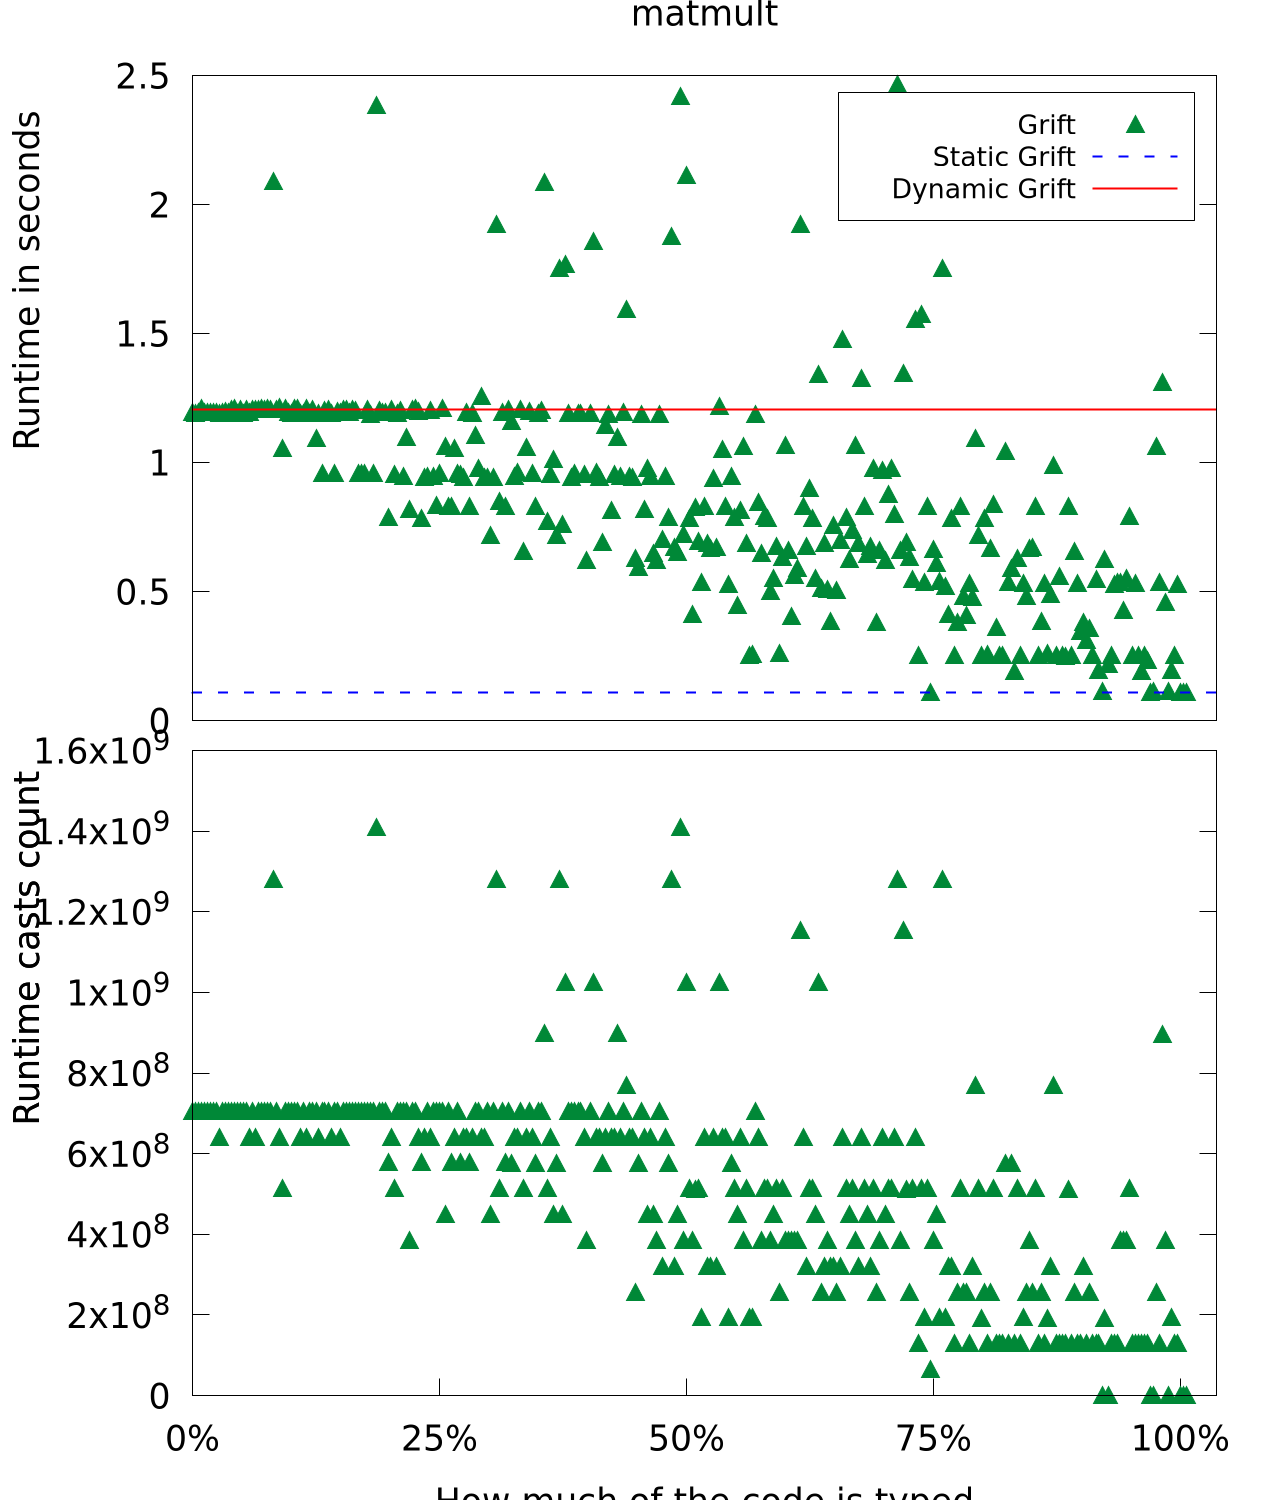 matmult
Runtime in seconds
2.5
2
1.5
1
0.5
0
Grift
Static Grift
Dynamic Grift
Runtime casts count
1.6x10⁹
1.4x10⁹
1.2x10⁹
1x10⁹
8x10⁸
6x10⁸
4x10⁸
2x10⁸
0
0% 25% 50% 75% 100%
How much of the code is typed